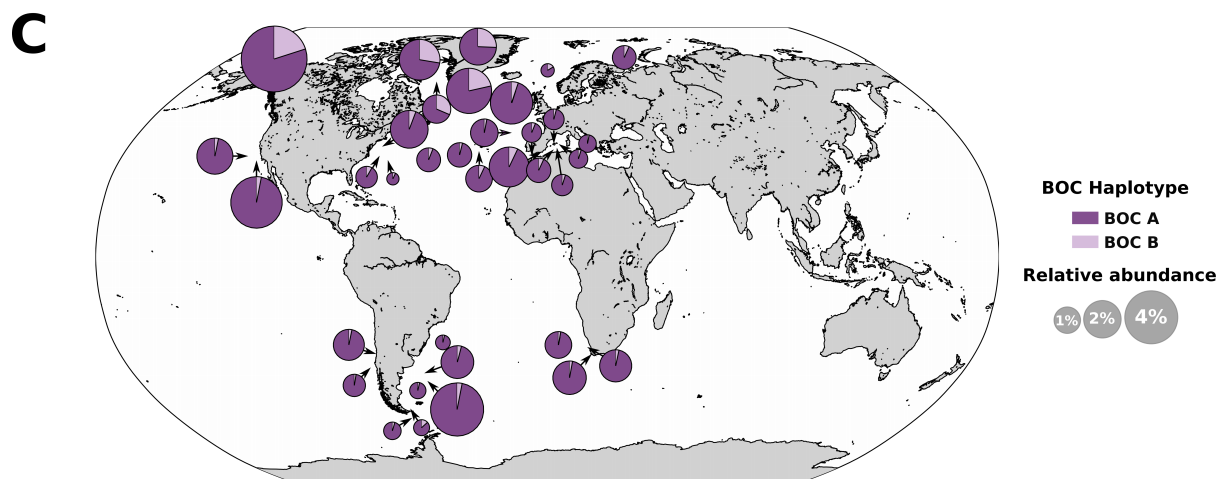 C
BOC Haplotype
BOC A
BOC B
Relative abundance
1% 2% 4%